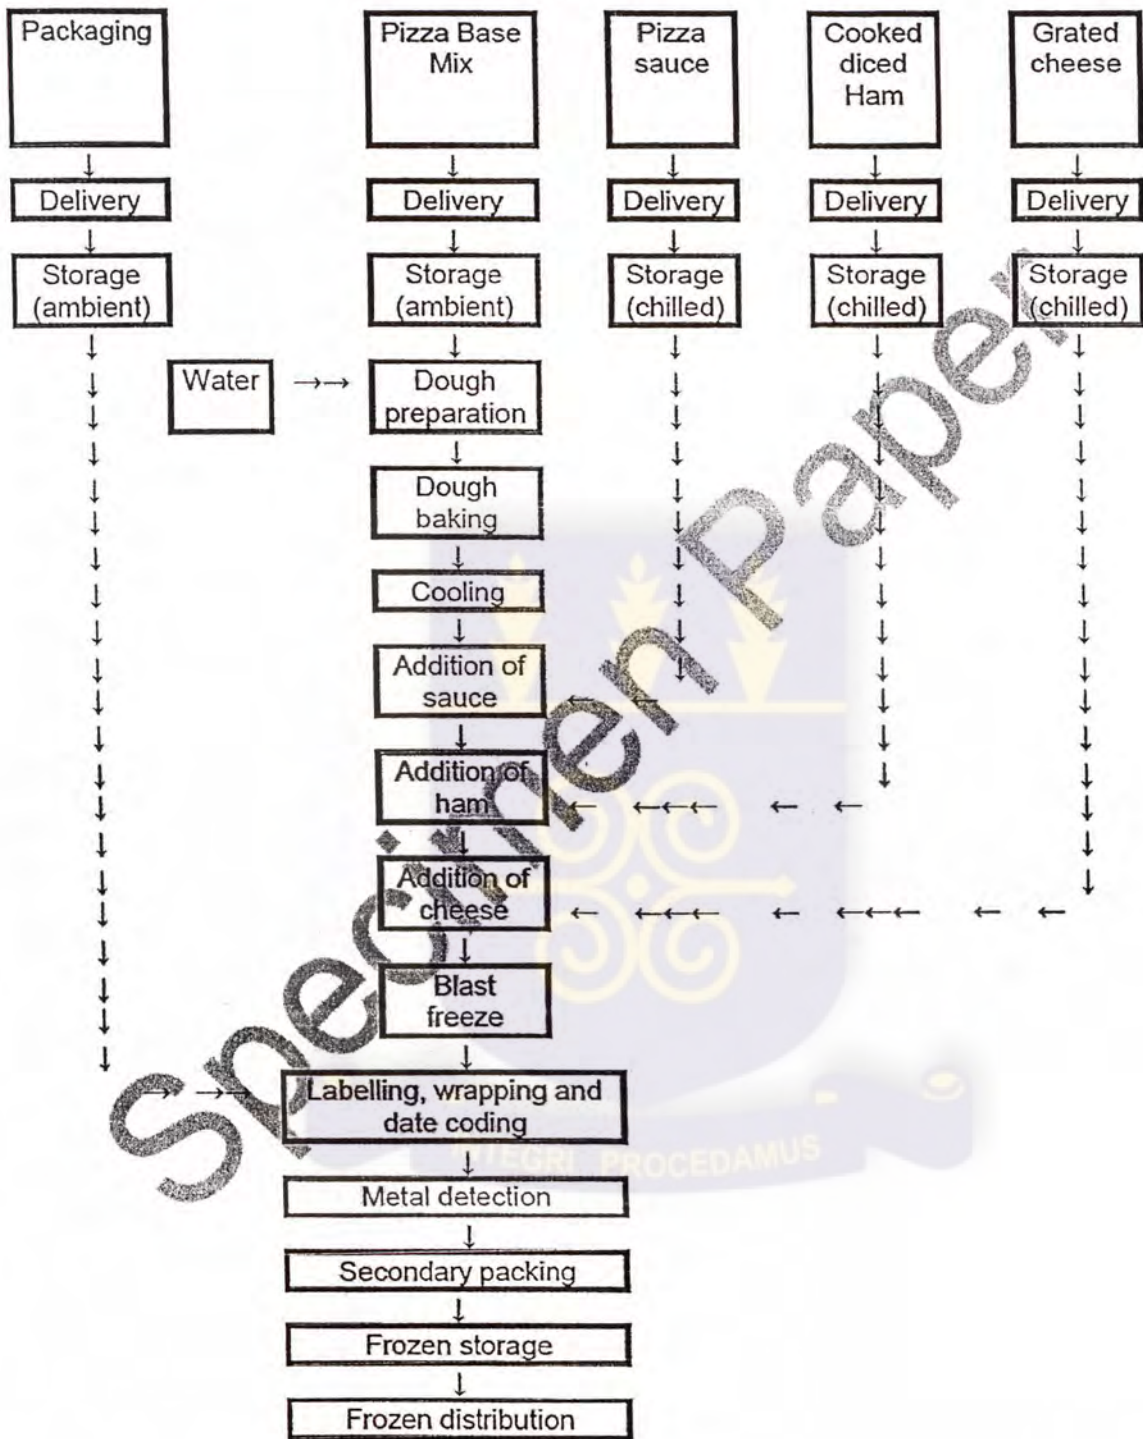 Packaging
Pizza Base
Mix
Pizza
sauce
Cooked
diced
Ham
Grated
cheese
Delivery
Delivery
Delivery
Delivery
Delivery
Storage
(ambient)
Storage
(ambient)
Storage
(chilled)
Storage
(chilled)
Storage
(chilled)
Water
Dough
preparation
Dough
baking
Cooling
Addition of
sauce
Addition of
ham
Addition of
cheese
Blast
freeze
Labelling, wrapping and
date coding
Metal detection
Secondary packing
Frozen storage
Frozen distribution
Specimen Paper
INTEGRI PROCEDAMUS